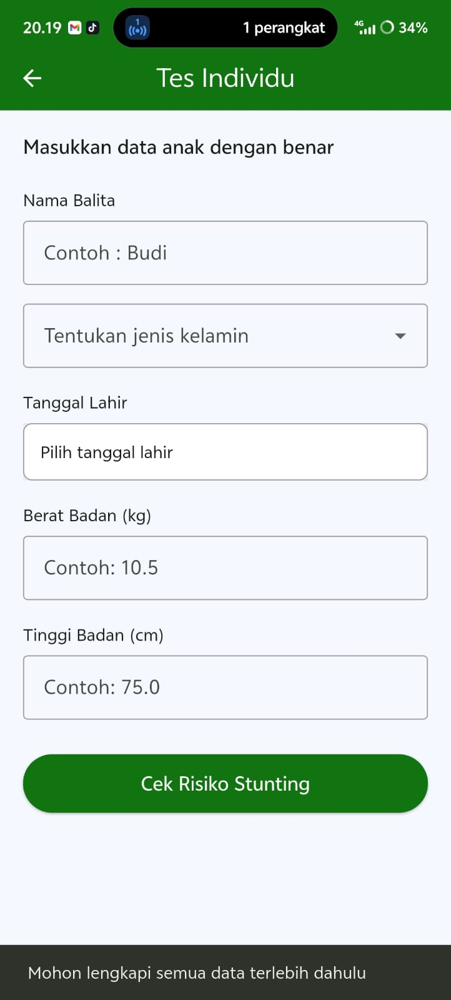 20.19
1
1 perangkat
4G
34%
Tes Individu
Masukkan data anak dengan benar
Nama Balita
Contoh : Budi
Tentukan jenis kelamin
Tanggal Lahir
Pilih tanggal lahir
Berat Badan (kg)
Contoh: 10.5
Tinggi Badan (cm)
Contoh: 75.0
Cek Risiko Stunting
Mohon lengkapi semua data terlebih dahulu